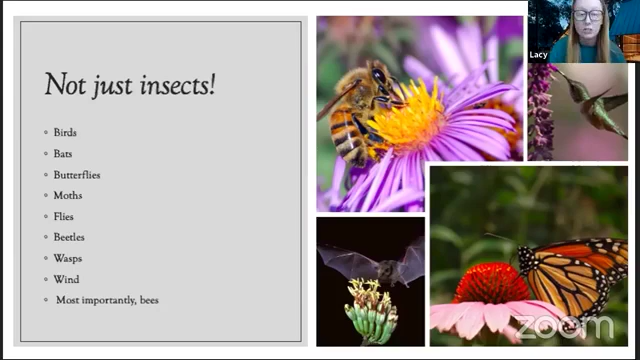 Not just insects!
Birds
Bats
Butterflies
Moths
Flies
Beetles
Wasps
Wind
Most importantly, bees
Lacy
zoom